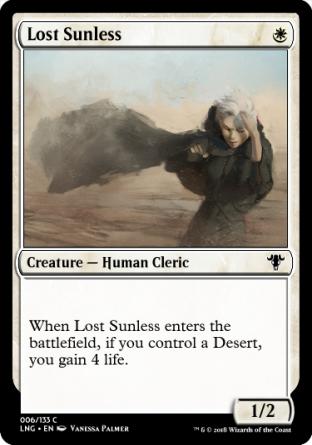 Lost Sunless
Creature — Human Cleric
When Lost Sunless enters the
battlefield, if you control a Desert,
you gain 4 life.
1/2
006/133 C
LNG • EN Vanessa Palmer
™ & © 2018 Wizards of the Coast